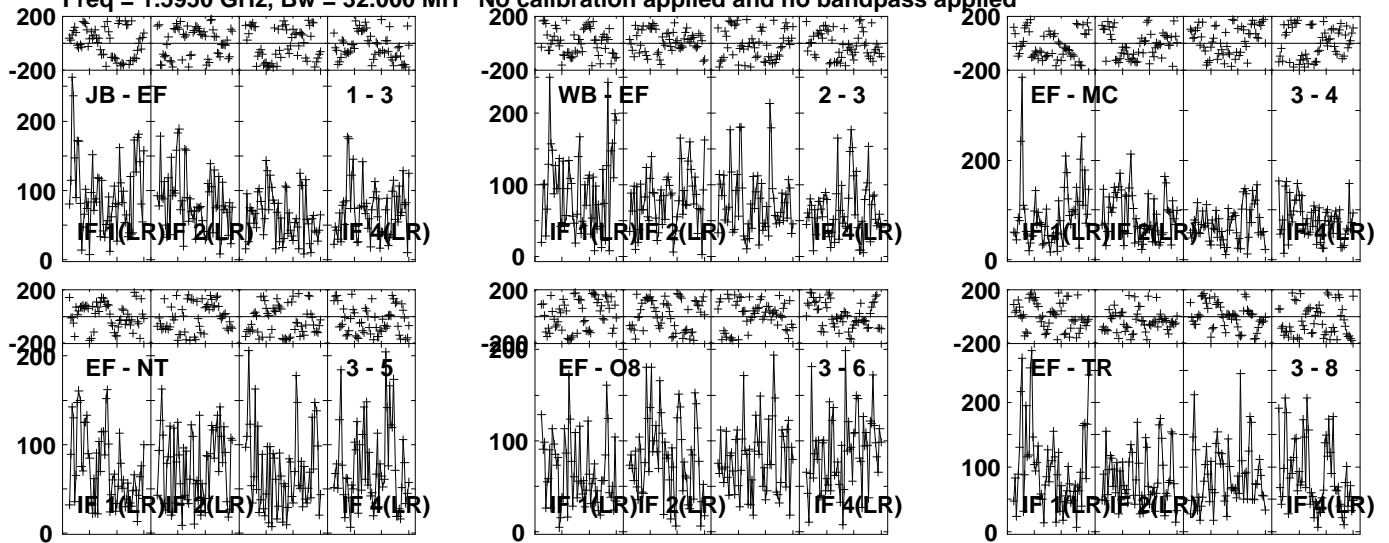 Freq = 1.5950 GHz, Bw = 32.000 MH No calibration applied and no bandpass applied
200
-200
JB - EF 1 - 3
200
100
IF 1(LR) IF 2(LR) IF 4(LR)
0
200
-200
WB - EF 2 - 3
200
100
IF 1(LR) IF 2(LR) IF 4(LR)
0
200
-200
EF - MC 3 - 4
200
IF 1(LR) IF 2(LR) IF 4(LR)
0
200
-200
200
EF - NT 3 - 5
100
IF 1(LR) IF 2(LR) IF 4(LR)
0
200
-200
200
EF - O8 3 - 6
100
IF 1(LR) IF 2(LR) IF 4(LR)
0
200
-200
EF - TR 3 - 8
200
100
IF 1(LR) IF 2(LR) IF 4(LR)
0